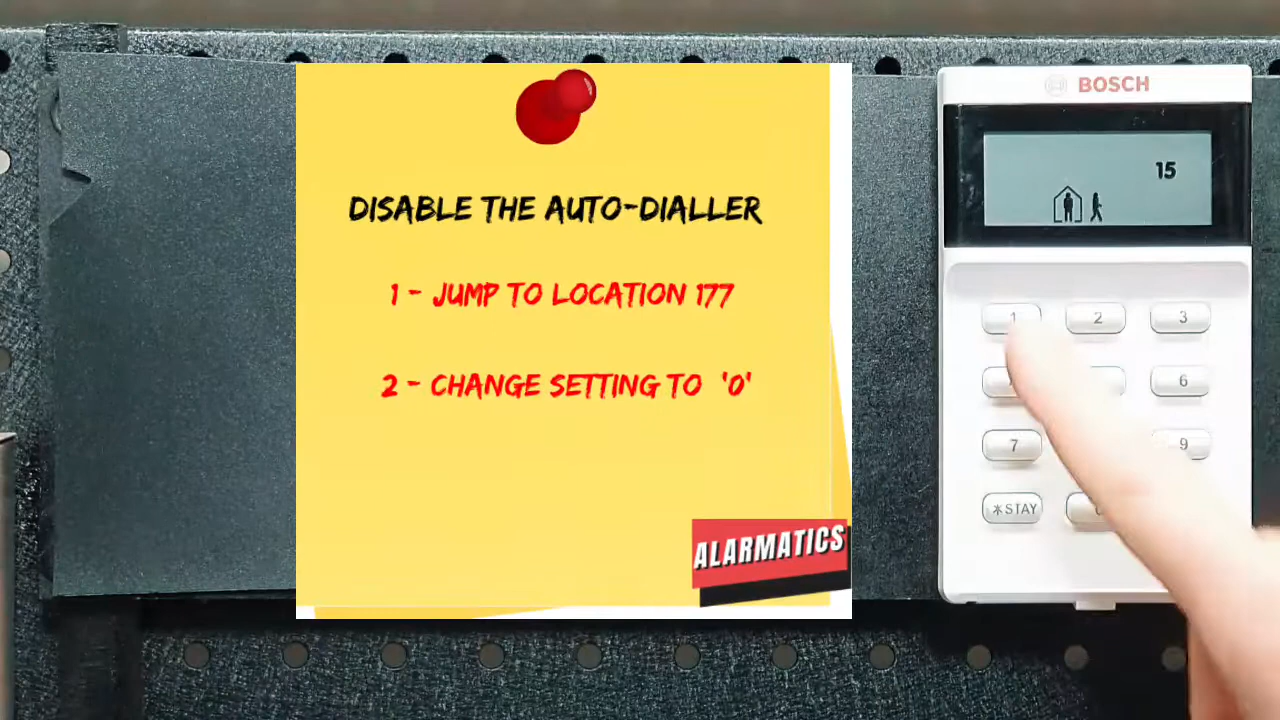 DISABLE THE AUTO-DIALLER
1 - JUMP TO LOCATION 177
2 - CHANGE SETTING TO '0'
ALARMATICS
BOSCH
15
1 2 3
6
7 9
*STAY